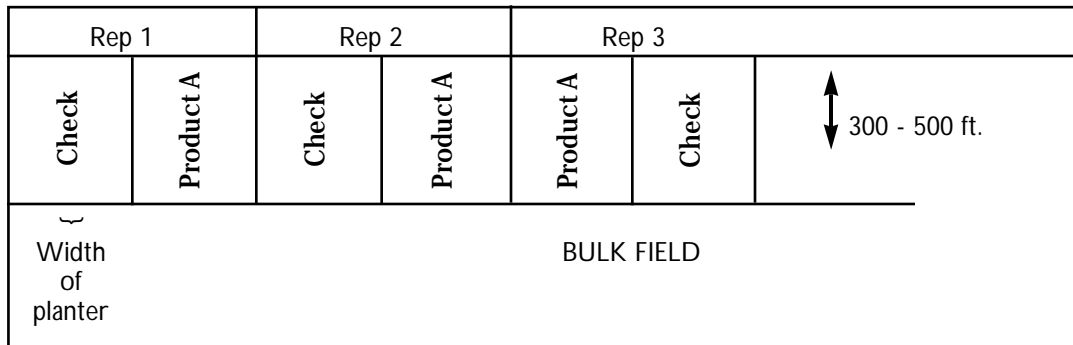 Rep 1
Rep 2
Rep 3
Check
Product A
Check
Product A
Product A
Check
300 - 500 ft.
Width
of
planter
BULK FIELD